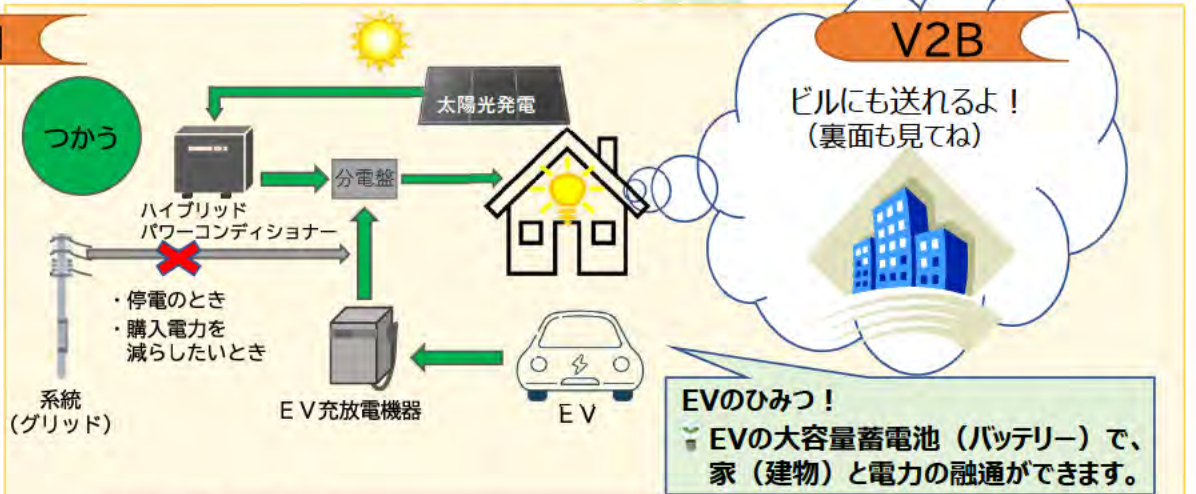 V2B
ビルにも送れるよ！
（裏面も見てね）
太陽光発電
つかう
分電盤
ハイブリッド
パワーコンディショナー
・停電のとき
・購入電力を
減らしたいとき
系統
（グリッド）
ＥＶ充放電機器
ＥＶ
EVのひみつ！
EVの大容量蓄電池（バッテリー）で、
家（建物）と電力の融通ができます。